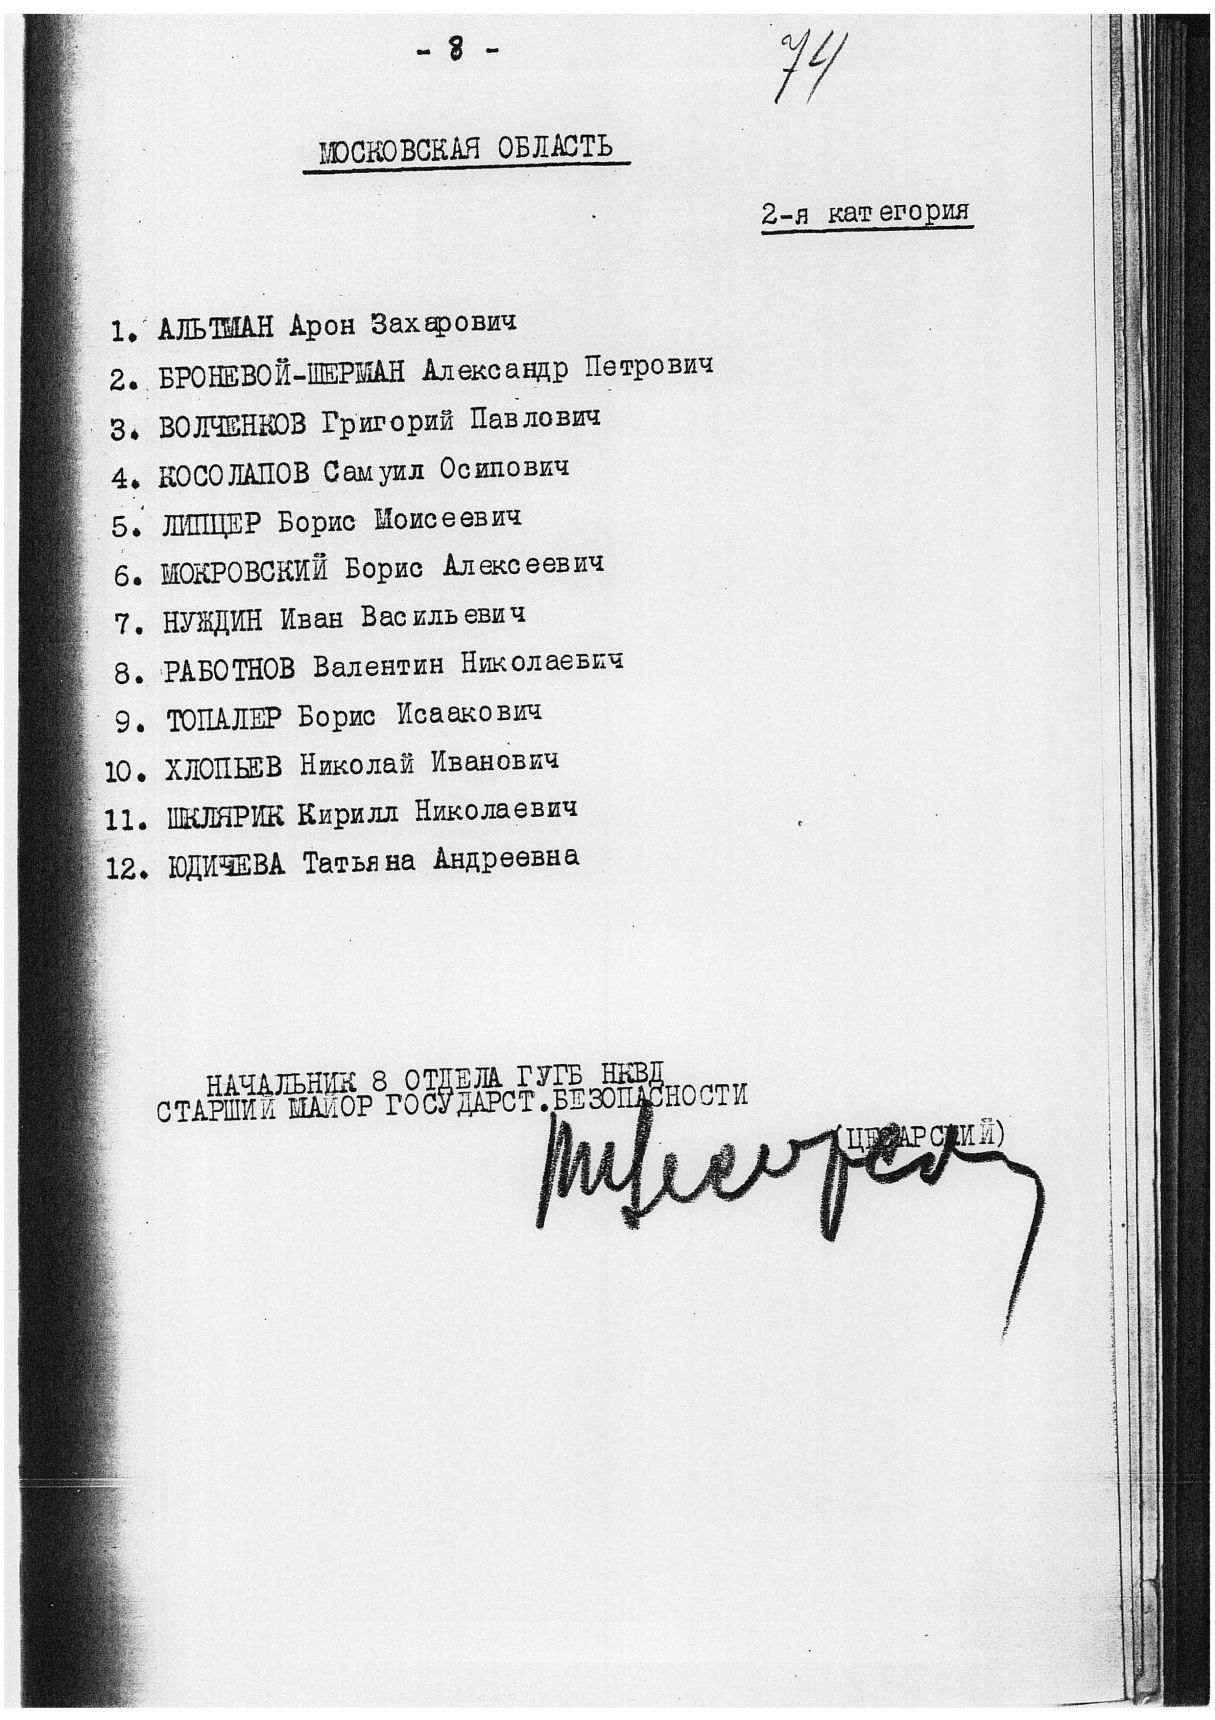 - 8 -
74
МОСКОВСКАЯ ОБЛАСТЬ
2-я категория
1. АЛЬТМАН Арон Захарович
2. БРОНЕВОЙ-ШЕРМАН Александр Петрович
3. ВОЛЧЕНКОВ Григорий Павлович
4. КОСОЛАПОВ Самуил Осипович
5. ЛИПЦЕР Борис Моисеевич
6. МОКРОВСКИЙ Борис Алексеевич
7. НУЖДИН Иван Васильевич
8. РАБОТНОВ Валентин Николаевич
9. ТОПАЛЕР Борис Исаакович
10. ХЛОПЬЕВ Николай Иванович
11. ШКЛЯРИК Кирилл Николаевич
12. ЮДИЧЕВА Татьяна Андреевна
НАЧАЛЬНИК 8 ОТДЕЛА ГУГБ НКВД
СТАРШИЙ МАЙОР ГОСУДАРСТ.БЕЗОПАСНОСТИ
(ЦЕСАРСКИЙ)